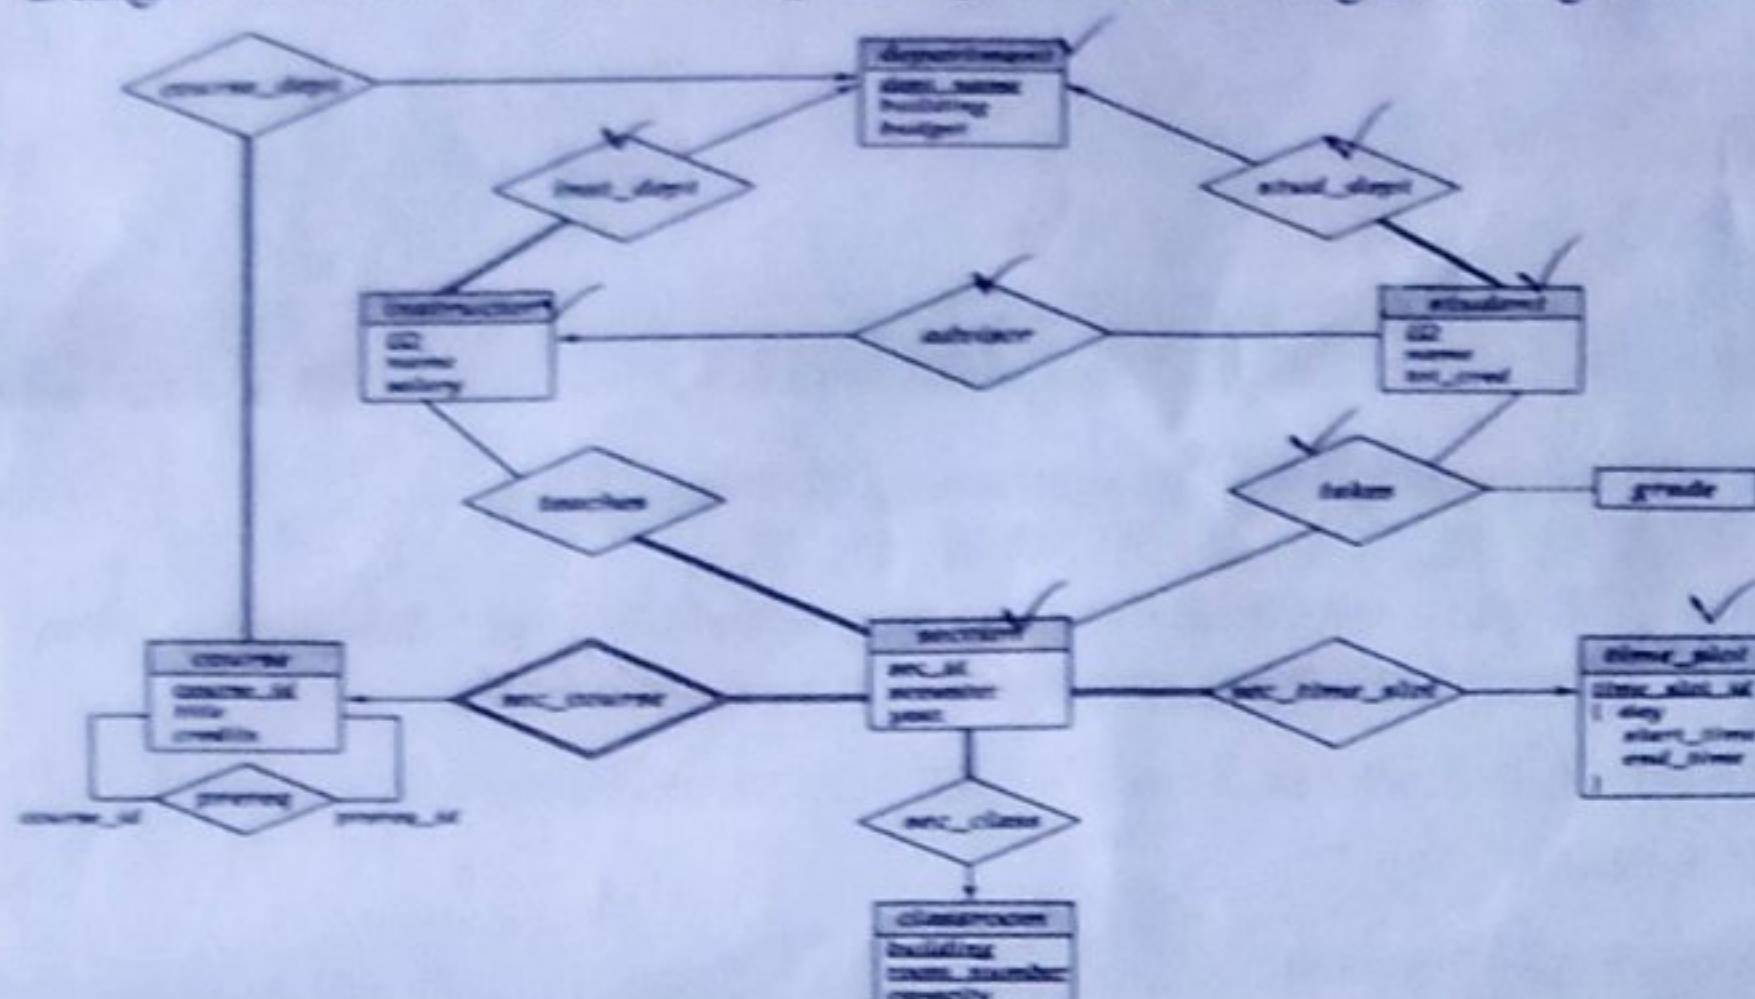 department
course_dept
dept_name
building
budget
inst_dept
stud_dept
instructor
student
ID
name
salary
advisor
ID
name
tot_cred
teaches
takes
grade
course
section
time_slot
course_id
title
credits
sec_course
sec_id
semester
year
sec_time_slot
time_slot_id
{ day
start_time
end_time
}
prereq
course_id
prereq_id
sec_class
classroom
building
room_number
capacity